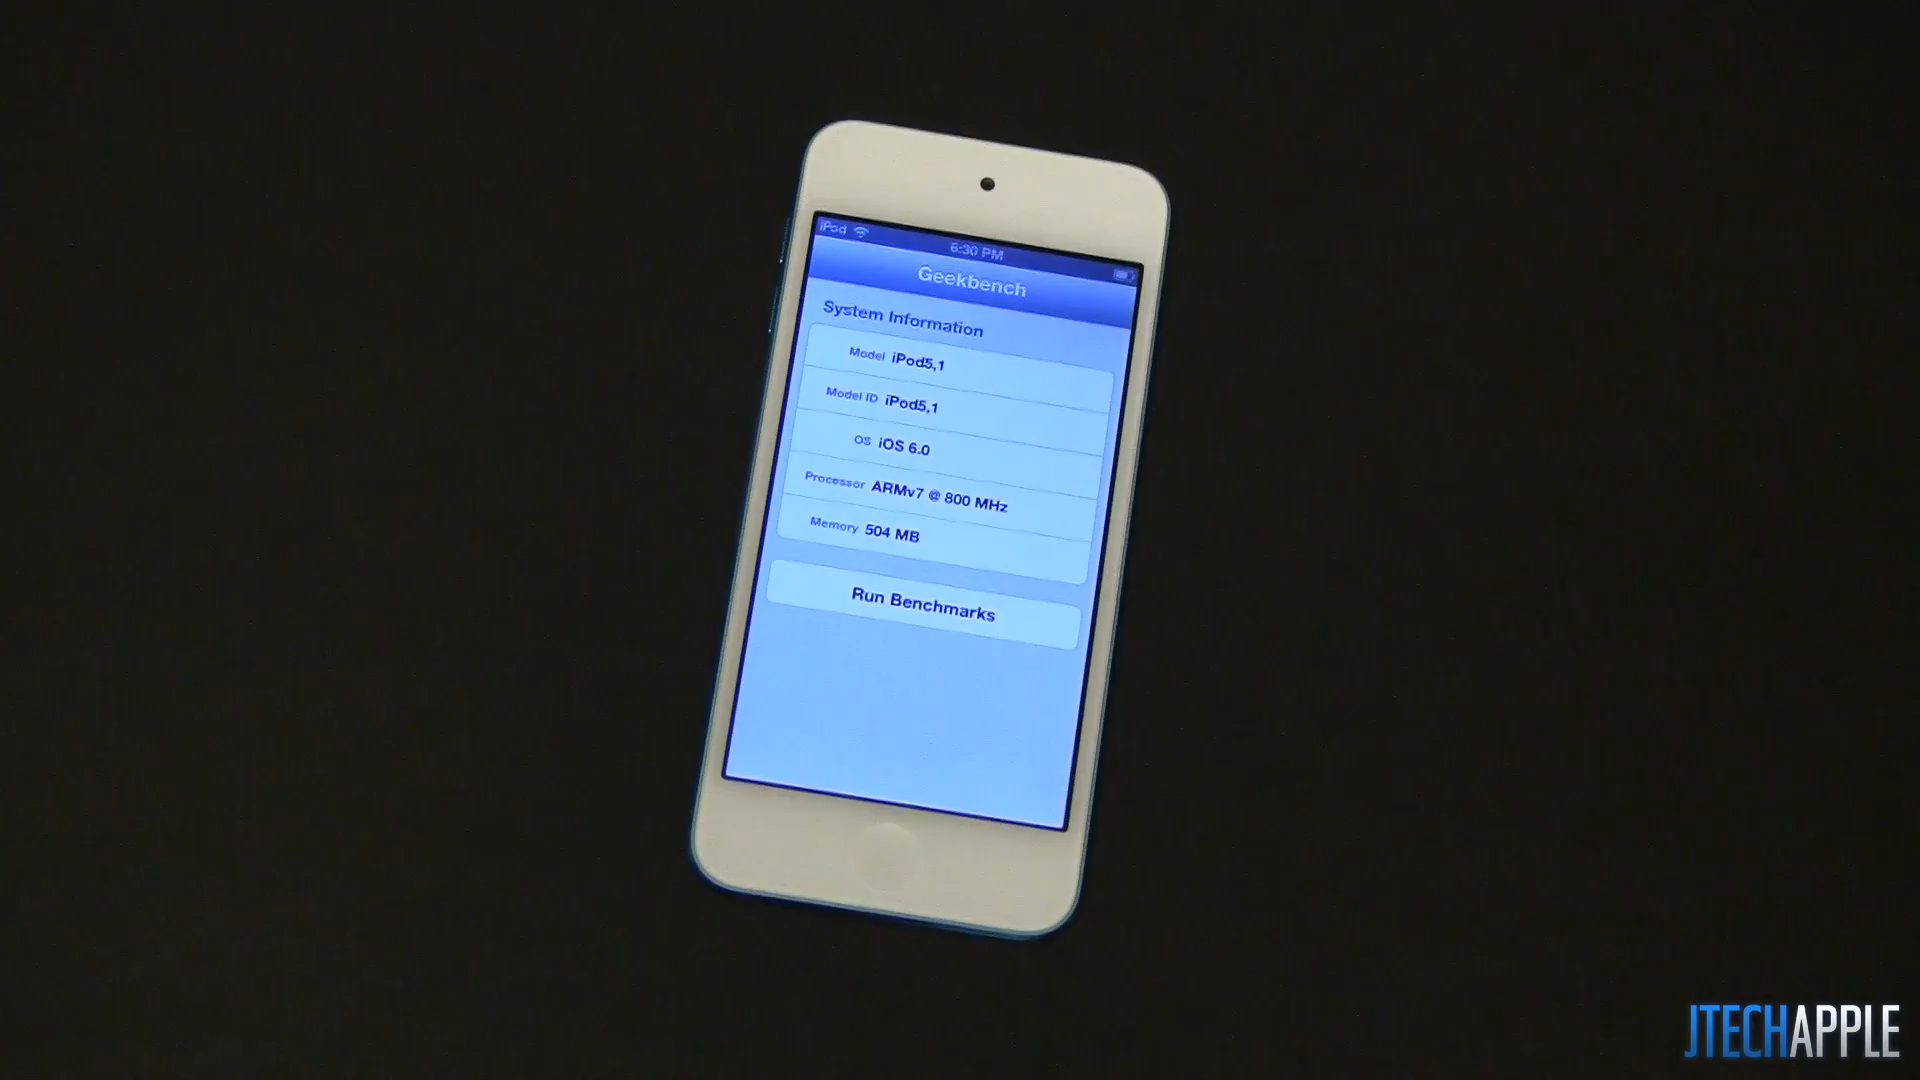 iPod
6:30 PM
Geekbench
System Information
Model iPod5,1
Model ID iPod5,1
OS iOS 6.0
Processor ARMv7 @ 800 MHz
Memory 504 MB
Run Benchmarks
JTECHAPPLE